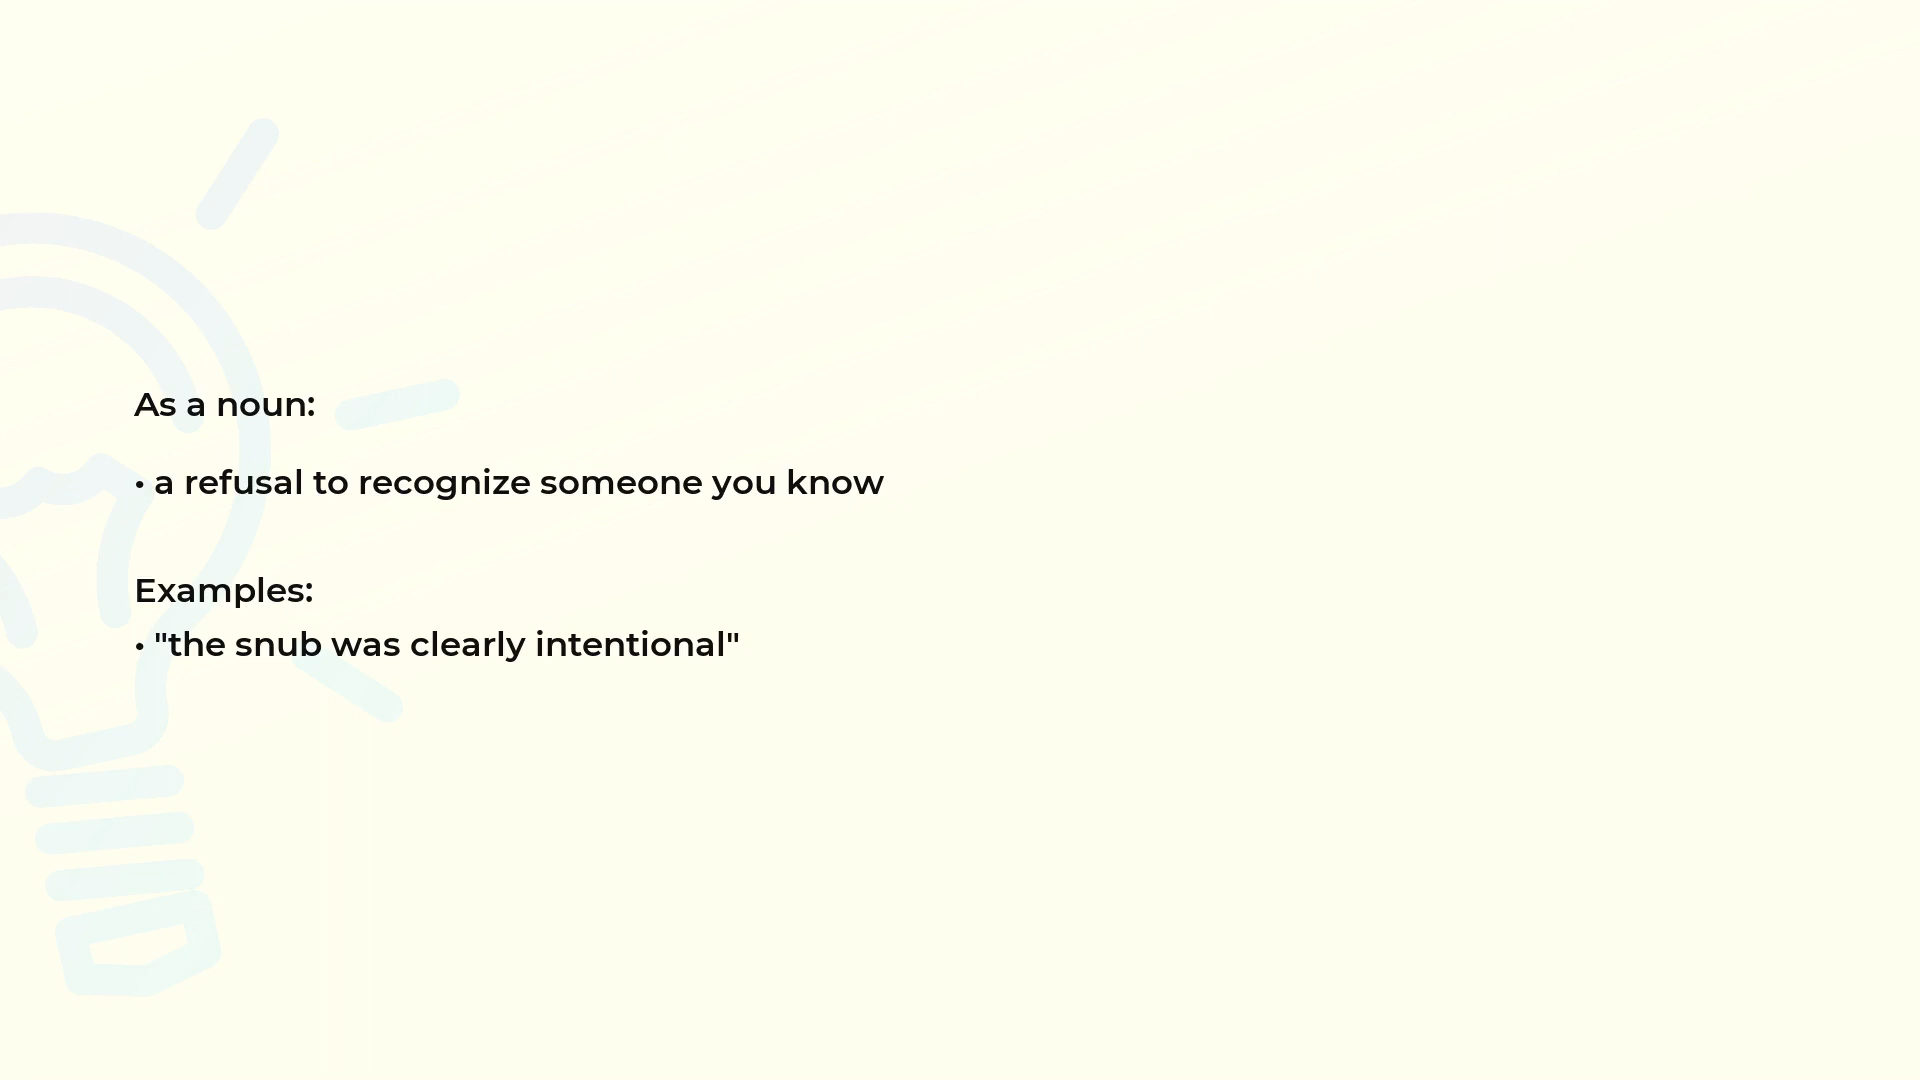 As a noun:
• a refusal to recognize someone you know
Examples:
• "the snub was clearly intentional"